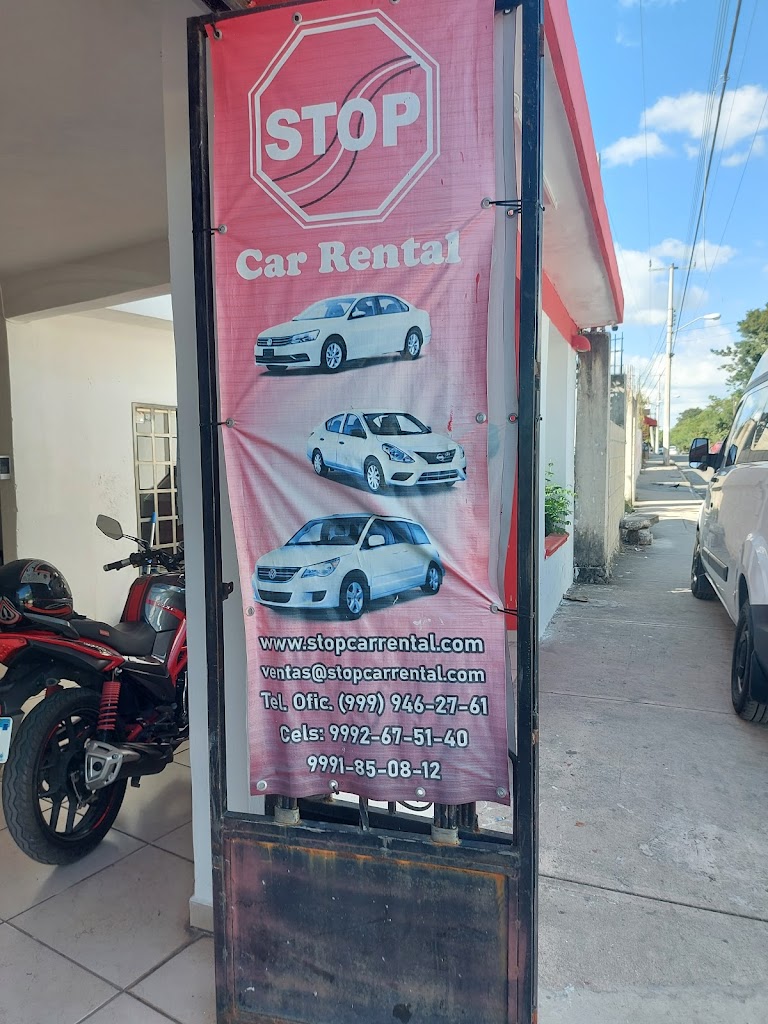 STOP
Car Rental
www.stopcarrental.com
ventas@stopcarrental.com
Tel. Ofic. (999) 946-27-61
Cels: 9992-67-51-40
9991-85-08-12